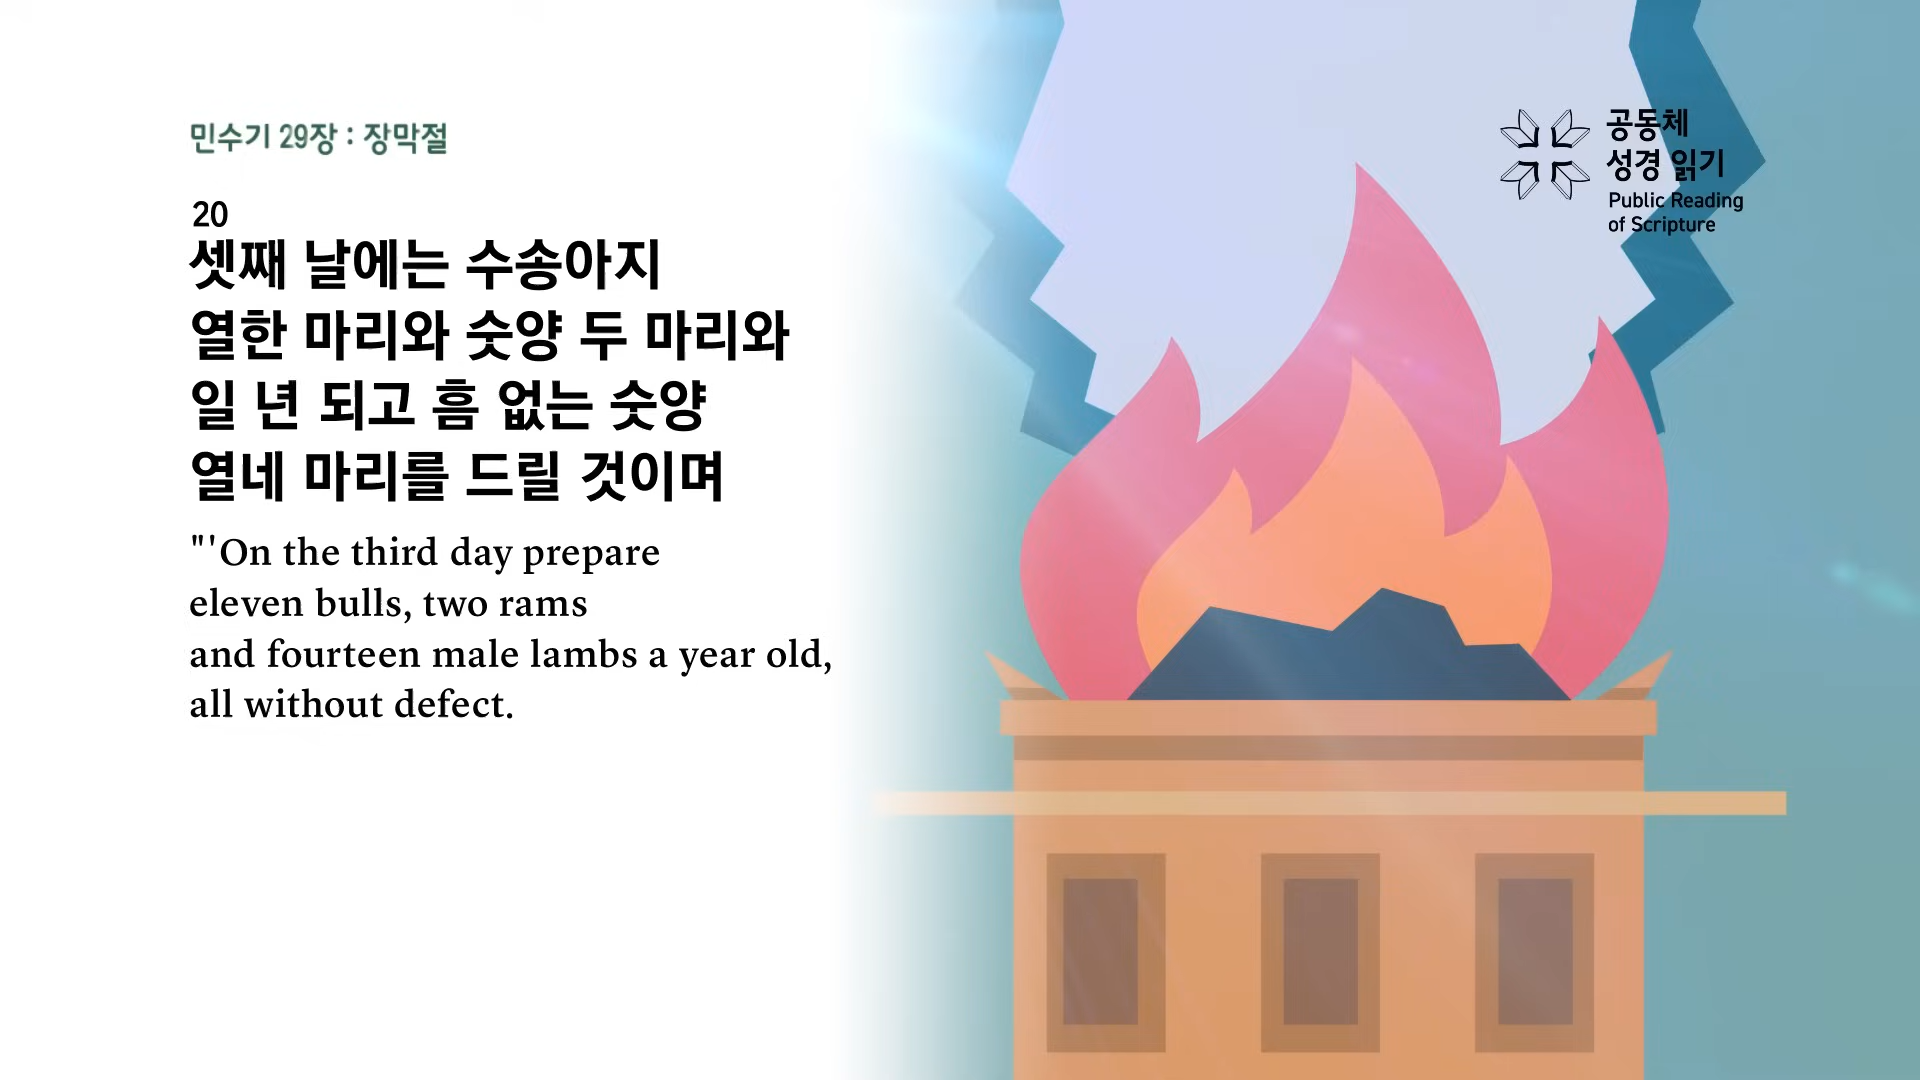 민수기 29장 : 장막절
20
셋째 날에는 수송아지
열한 마리와 숫양 두 마리와
일 년 되고 흠 없는 숫양
열네 마리를 드릴 것이며
"'On the third day prepare
eleven bulls, two rams
and fourteen male lambs a year old,
all without defect.
공동체
성경 읽기
Public Reading
of Scripture